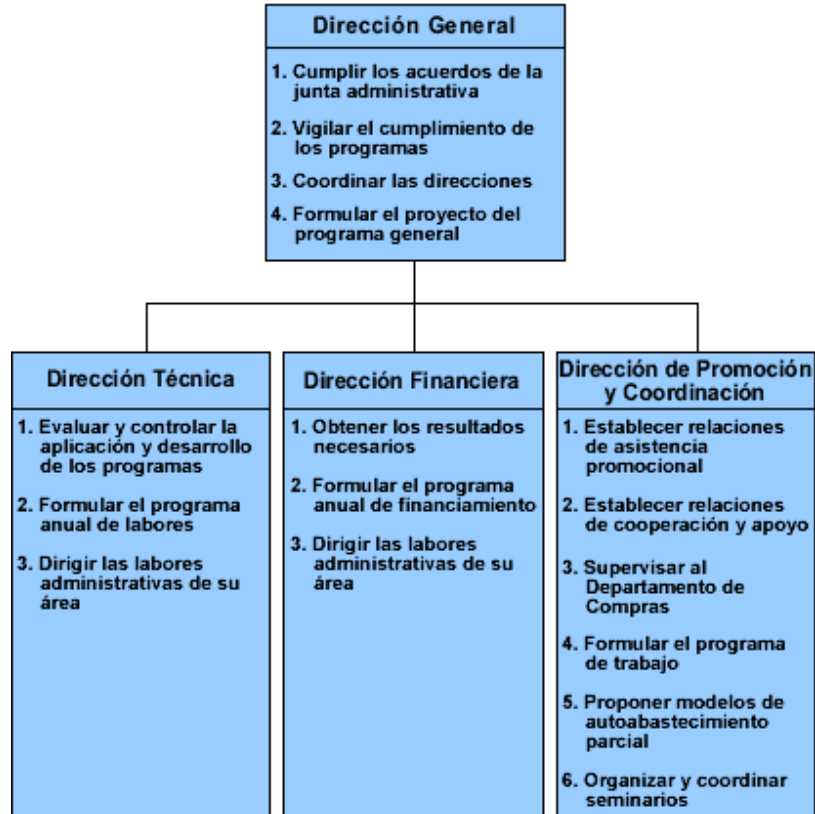 Dirección General
1. Cumplir los acuerdos de la
junta administrativa
2. Vigilar el cumplimiento de
los programas
3. Coordinar las direcciones
4. Formular el proyecto del
programa general
Dirección Técnica
1. Evaluar y controlar la
aplicación y desarrollo
de los programas
2. Formular el programa
anual de labores
3. Dirigir las labores
administrativas de su
área
Dirección Financiera
1. Obtener los resultados
necesarios
2. Formular el programa
anual de financiamiento
3. Dirigir las labores
administrativas de su
área
Dirección de Promoción
y Coordinación
1. Establecer relaciones
de asistencia
promocional
2. Establecer relaciones
de cooperación y apoyo
3. Supervisar al
Departamento de
Compras
4. Formular el programa
de trabajo
5. Proponer modelos de
autoabastecimiento
parcial
6. Organizar y coordinar
seminarios